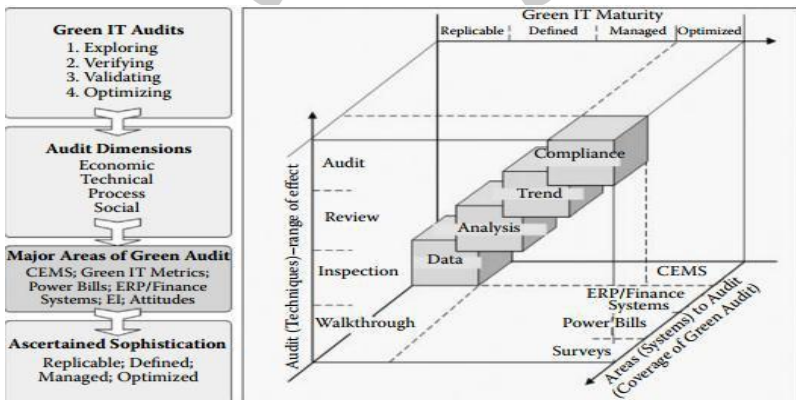 Green IT Audits
1. Exploring
2. Verifying
3. Validating
4. Optimizing
Audit Dimensions
Economic
Technical
Process
Social
Major Areas of Green Audit
CEMS; Green IT Metrics;
Power Bills; ERP/Finance
Systems; EI; Attitudes
Ascertained Sophistication
Replicable; Defined;
Managed; Optimized
Green IT Maturity
Replicable
Defined
Managed
Optimized
Audit (Techniques)–range of effect
Audit
Review
Inspection
Walkthrough
Compliance
Trend
Analysis
Data
CEMS
ERP/Finance
Systems
Power Bills
Surveys
Areas (Systems) to Audit
(Coverage of Green Audit)